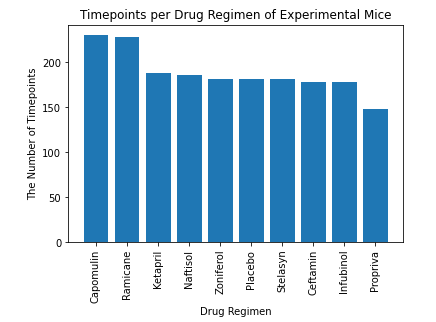 Timepoints per Drug Regimen of Experimental Mice
The Number of Timepoints
200
150
100
50
0
Capomulin
Ramicane
Ketapril
Naftisol
Zoniferol
Placebo
Stelasyn
Ceftamin
Infubinol
Propriva
Drug Regimen